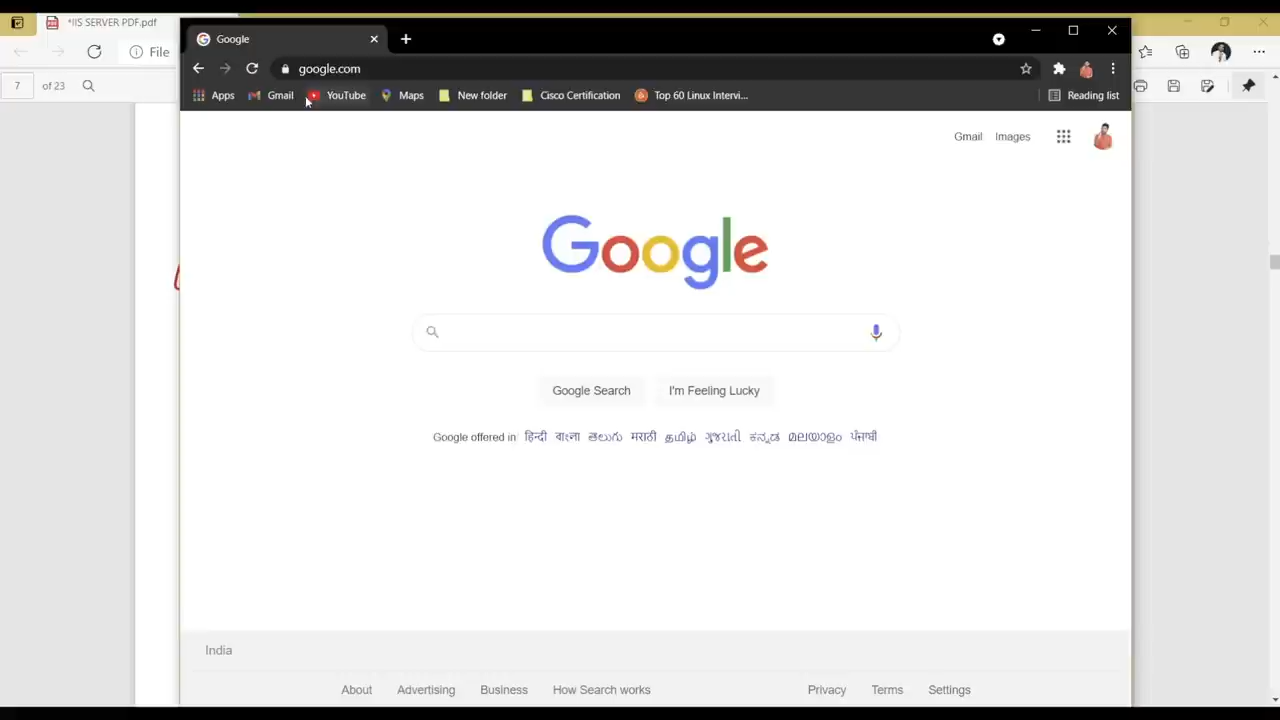 *IIS SERVER PDF.pdf
Google
File
google.com
7 of 23
Apps Gmail YouTube Maps New folder Cisco Certification Top 60 Linux Intervi... Reading list
Gmail Images
Google
Google Search I'm Feeling Lucky
Google offered in हिन्दी বাংলা తెలుగు मराठी தமிழ் ગુજરાતી ಕನ್ನಡ മലയാളം ਪੰਜਾਬੀ
India
About Advertising Business How Search works Privacy Terms Settings